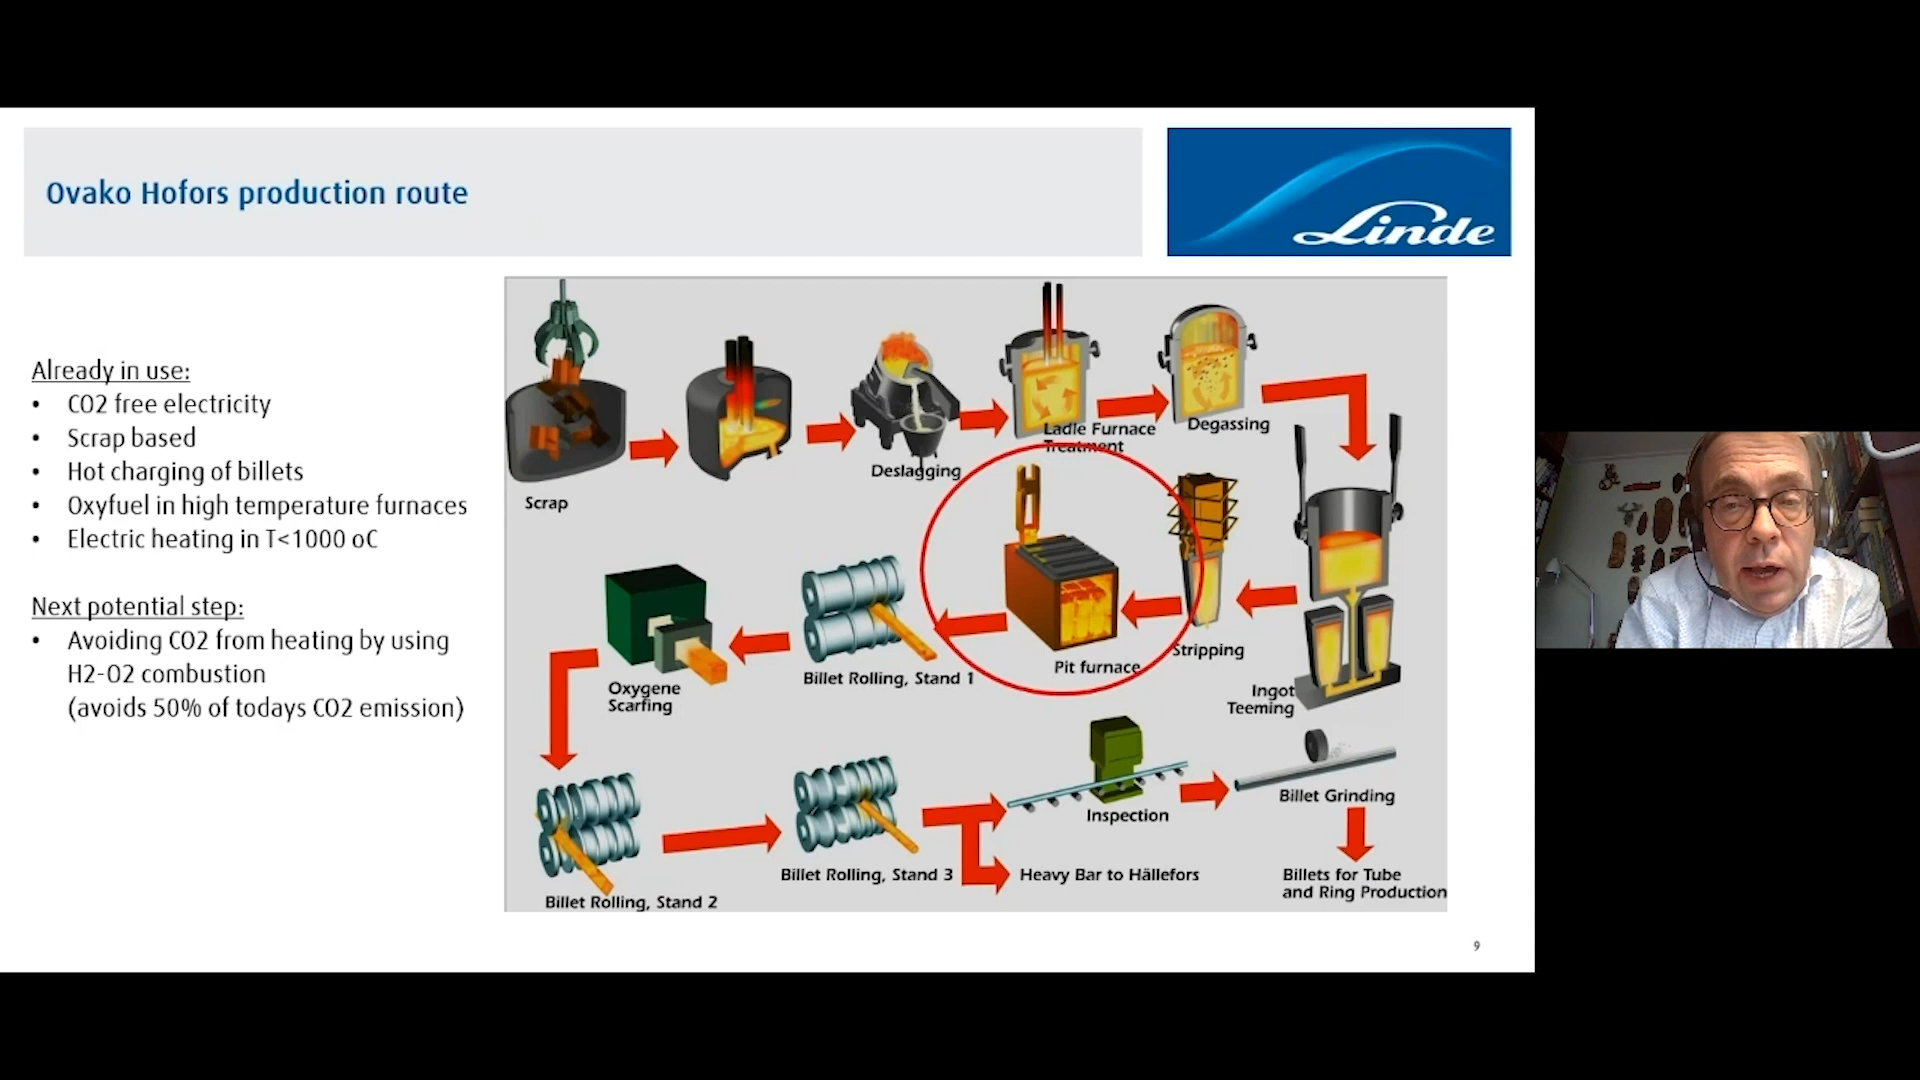 Ovako Hofors production route
Linde
Already in use:
• CO2 free electricity
• Scrap based
• Hot charging of billets
• Oxyfuel in high temperature furnaces
• Electric heating in T<1000 oC
Next potential step:
• Avoiding CO2 from heating by using
H2-O2 combustion
(avoids 50% of todays CO2 emission)
Scrap
Deslagging
Ladle Furnace
Treatment
Degassing
Ingot
Teeming
Stripping
Pit furnace
Billet Rolling, Stand 1
Oxygene
Scarfing
Billet Rolling, Stand 2
Billet Rolling, Stand 3
Heavy Bar to Hällefors
Inspection
Billet Grinding
Billets for Tube
and Ring Production
9